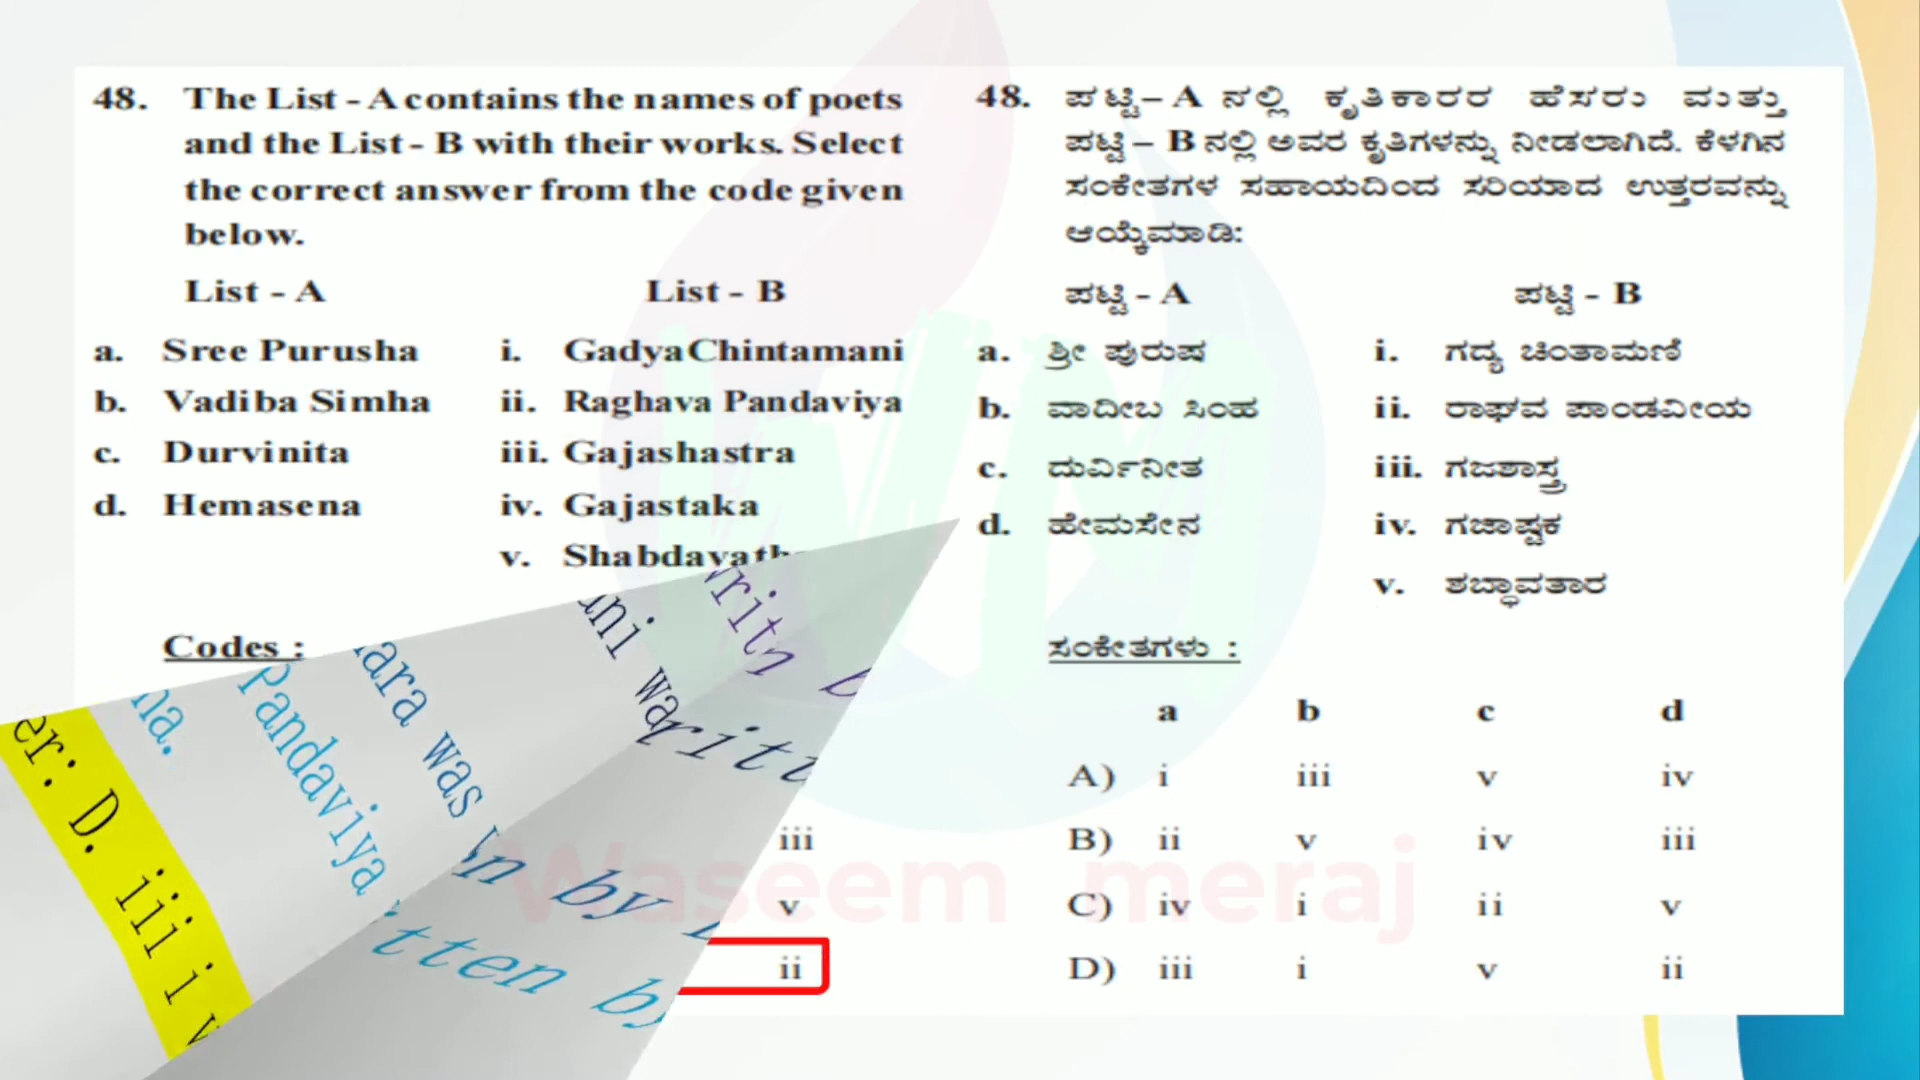 48. The List - A contains the names of poets
and the List - B with their works. Select
the correct answer from the code given
below.
List - A List - B
a. Sree Purusha i. Gadya Chintamani
b. Vadiba Simha ii. Raghava Pandaviya
c. Durvinita iii. Gajashastra
d. Hemasena iv. Gajastaka
v.
Codes :
iii
v
ii
48. ಪಟ್ಟಿ– A ನಲ್ಲಿ ಕೃತಿಕಾರರ ಹೆಸರು ಮತ್ತು
ಪಟ್ಟಿ – B ನಲ್ಲಿ ಅವರ ಕೃತಿಗಳನ್ನು ನೀಡಲಾಗಿದೆ. ಕೆಳಗಿನ
ಸಂಕೇತಗಳ ಸಹಾಯದಿಂದ ಸರಿಯಾದ ಉತ್ತರವನ್ನು
ಆಯ್ಕೆಮಾಡಿ:
ಪಟ್ಟಿ - A ಪಟ್ಟಿ - B
a. ಶ್ರೀ ಪುರುಷ i. ಗದ್ಯ ಚಿಂತಾಮಣಿ
b. ವಾದೀಬ ಸಿಂಹ ii. ರಾಘವ ಪಾಂಡವೀಯ
c. ದುರ್ವಿನೀತ iii. ಗಜಶಾಸ್ತ್ರ
d. ಹೇಮಸೇನ iv. ಗಜಾಷ್ಟಕ
v. ಶಬ್ಧಾವತಾರ
ಸಂಕೇತಗಳು :
a b c d
A) i iii v iv
B) ii v iv iii
C) iv i ii v
D) iii i v ii
Waseem meraj
D. iii i v
Pandaviya
was
by